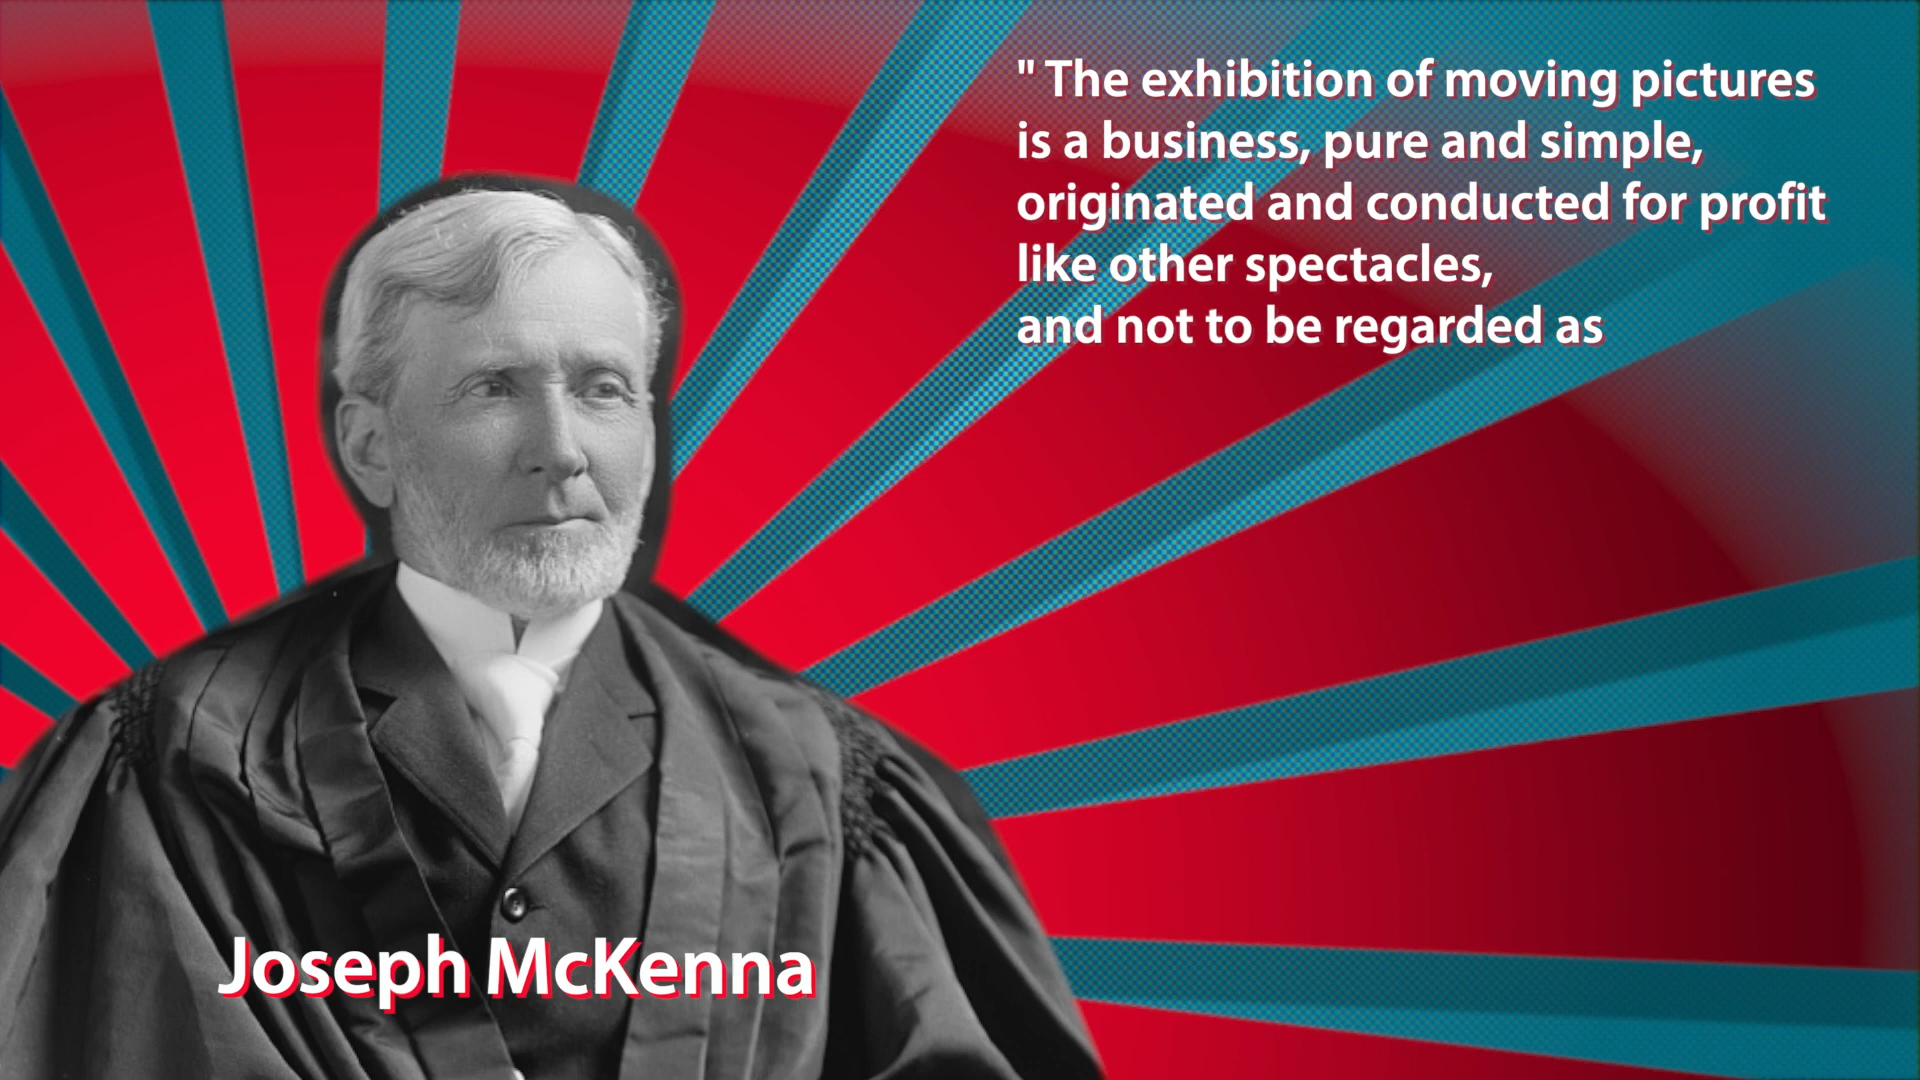 " The exhibition of moving pictures
is a business, pure and simple,
originated and conducted for profit
like other spectacles,
and not to be regarded as
Joseph McKenna